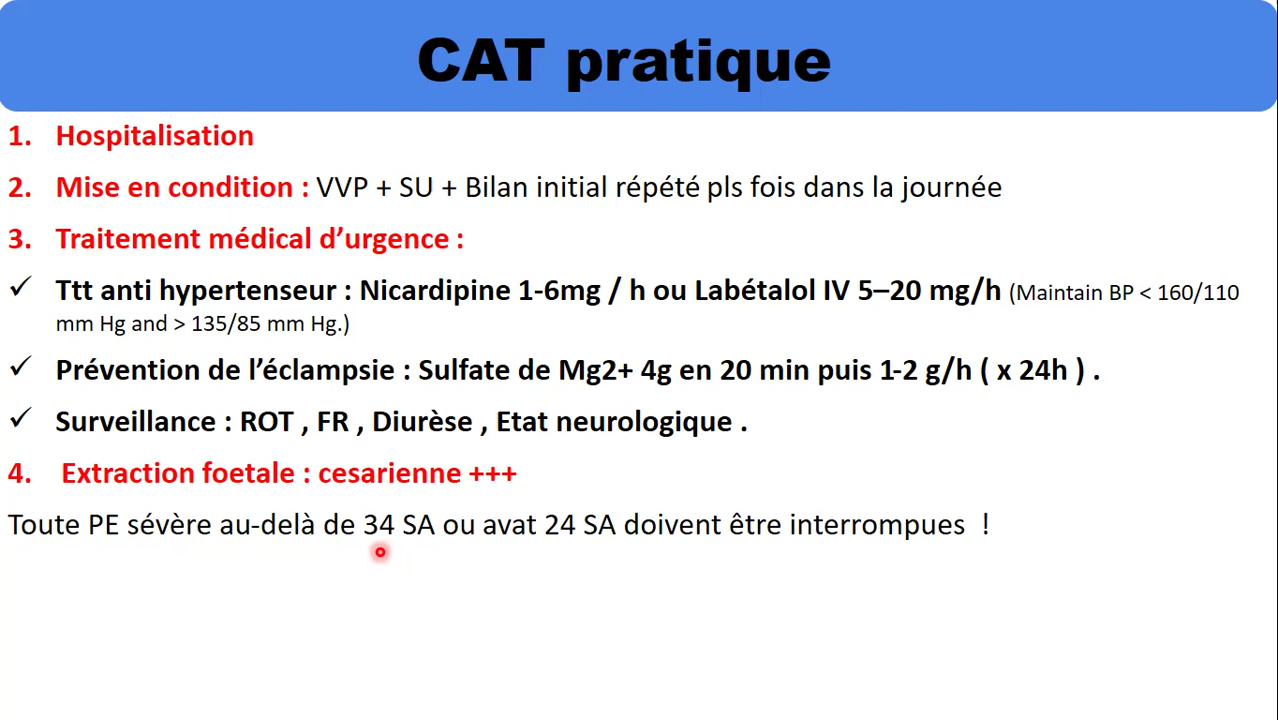 CAT pratique
1. Hospitalisation
2. Mise en condition : VVP + SU + Bilan initial répété pls fois dans la journée
3. Traitement médical d’urgence :
✓ Ttt anti hypertenseur : Nicardipine 1-6mg / h ou Labétalol IV 5–20 mg/h (Maintain BP < 160/110
mm Hg and > 135/85 mm Hg.)
✓ Prévention de l’éclampsie : Sulfate de Mg2+ 4g en 20 min puis 1-2 g/h ( x 24h ) .
✓ Surveillance : ROT , FR , Diurèse , Etat neurologique .
4. Extraction foetale : cesarienne +++
Toute PE sévère au-delà de 34 SA ou avat 24 SA doivent être interrompues !